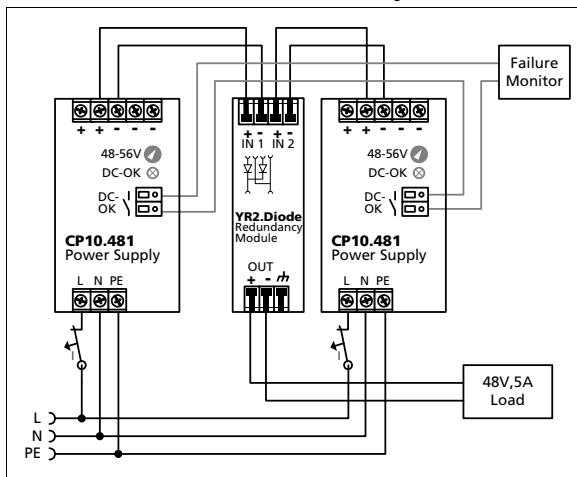 Failure
Monitor
+ + - - -
+ - + -
IN 1 IN 2
+ + - - -
48-56V
DC-OK
DC-
OK
CP10.481
Power Supply
L N PE
YR2.Diode
Redundancy
Module
OUT
+ -
48-56V
DC-OK
DC-
OK
CP10.481
Power Supply
L N PE
I
I
48V,5A
Load
L
N
PE